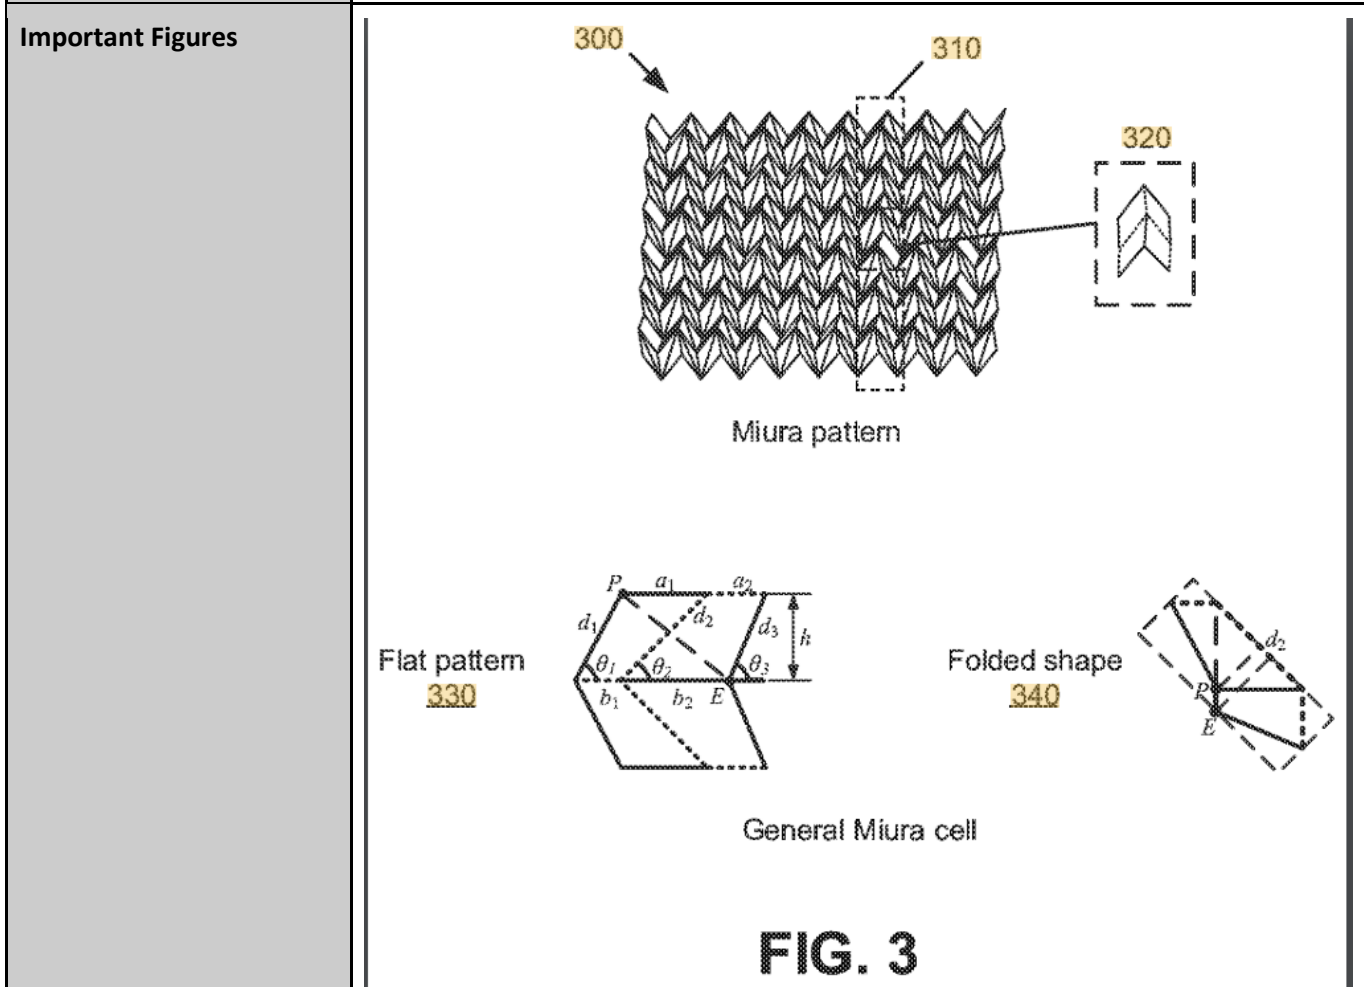 Important Figures
300
310
320
Miura pattern
P a₁ a₂
d₁ d₂ d₃ h
Flat pattern
330
θ₁ θ₂ θ₃
b₁ b₂ E
Folded shape
340
d₂
P
E
General Miura cell
FIG. 3